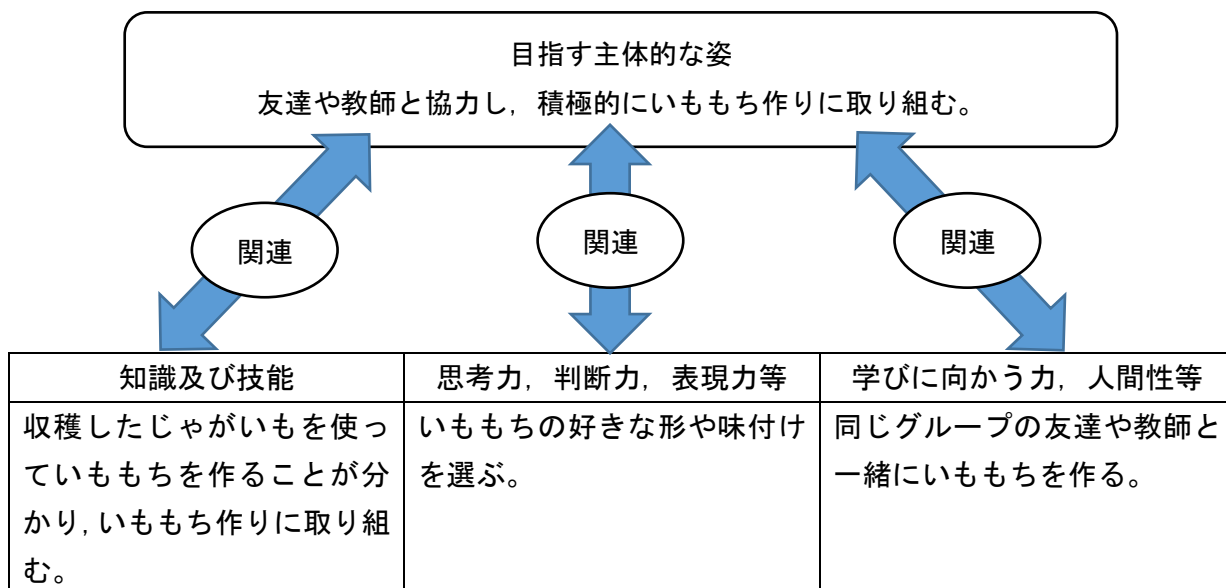 目指す主体的な姿
友達や教師と協力し，積極的にいももち作りに取り組む。
関連
関連
関連
知識及び技能
思考力，判断力，表現力等
学びに向かう力，人間性等
収穫したじゃがいもを使っ
ていももちを作ることが分
かり，いももち作りに取り組
む。
いももちの好きな形や味付け
を選ぶ。
同じグループの友達や教師と
一緒にいももちを作る。